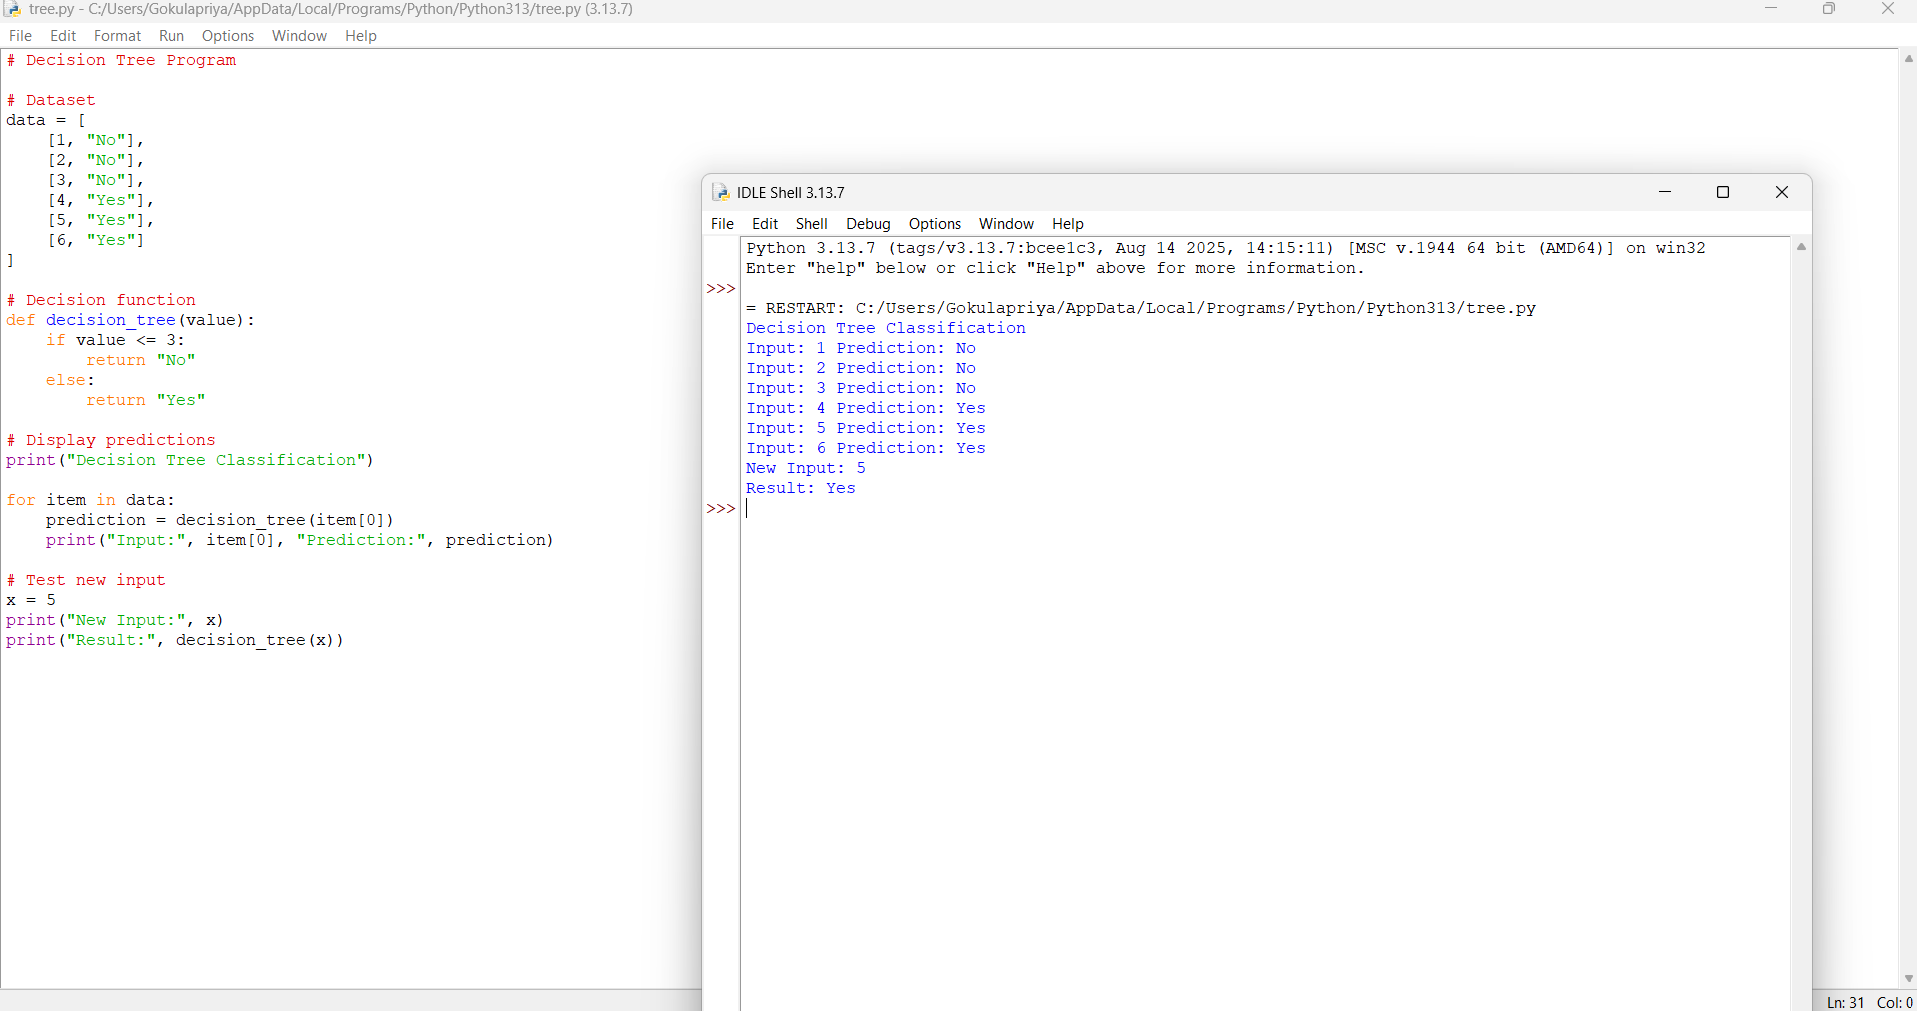 tree.py - C:/Users/Gokulapriya/AppData/Local/Programs/Python/Python313/tree.py (3.13.7)
File Edit Format Run Options Window Help
# Decision Tree Program

# Dataset
data = [
    [1, "No"],
    [2, "No"],
    [3, "No"],
    [4, "Yes"],
    [5, "Yes"],
    [6, "Yes"]
]

# Decision function
def decision_tree(value):
    if value <= 3:
        return "No"
    else:
        return "Yes"

# Display predictions
print("Decision Tree Classification")

for item in data:
    prediction = decision_tree(item[0])
    print("Input:", item[0], "Prediction:", prediction)

# Test new input
x = 5
print("New Input:", x)
print("Result:", decision_tree(x))
IDLE Shell 3.13.7
File Edit Shell Debug Options Window Help
Python 3.13.7 (tags/v3.13.7:bcee1c3, Aug 14 2025, 14:15:11) [MSC v.1944 64 bit (AMD64)] on win32
Enter "help" below or click "Help" above for more information.
>>>
= RESTART: C:/Users/Gokulapriya/AppData/Local/Programs/Python/Python313/tree.py
Decision Tree Classification
Input: 1 Prediction: No
Input: 2 Prediction: No
Input: 3 Prediction: No
Input: 4 Prediction: Yes
Input: 5 Prediction: Yes
Input: 6 Prediction: Yes
New Input: 5
Result: Yes
>>>
Ln: 31 Col: 0